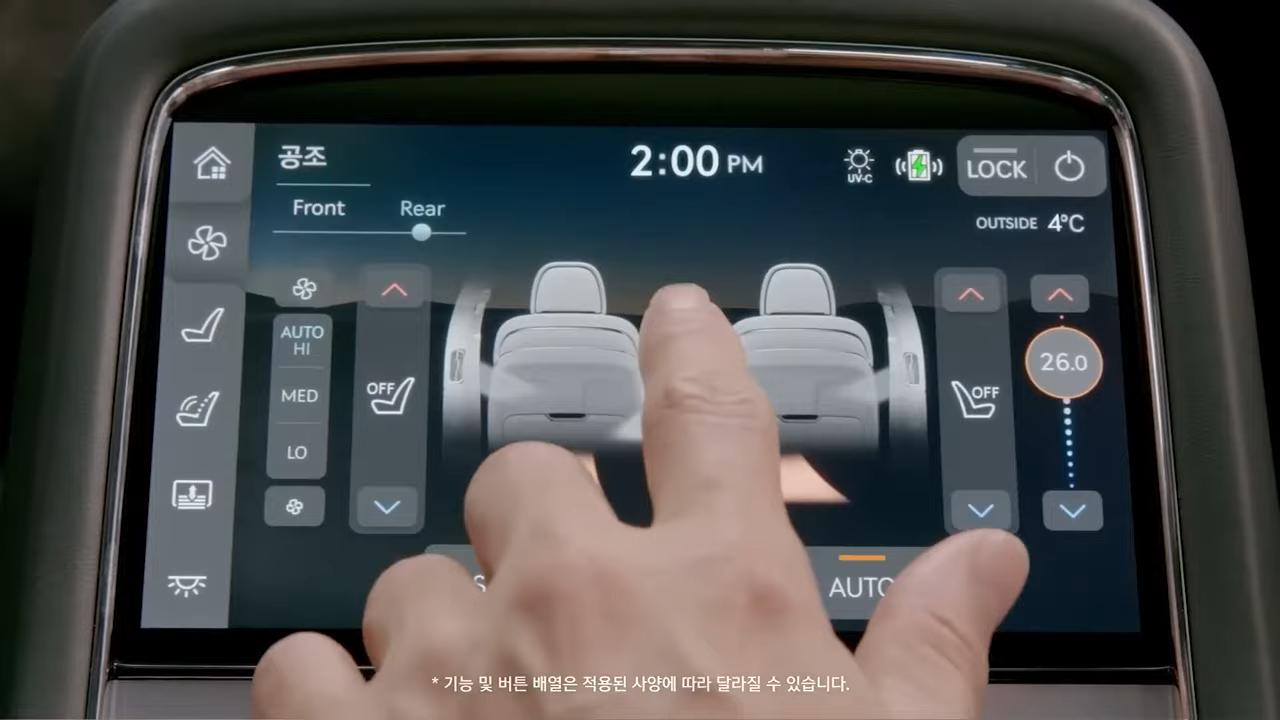 공조
2:00 PM
UV-C
LOCK
Front
Rear
OUTSIDE 4°C
AUTO
HI
MED
LO
OFF
OFF
26.0
AUTO
* 기능 및 버튼 배열은 적용된 사양에 따라 달라질 수 있습니다.